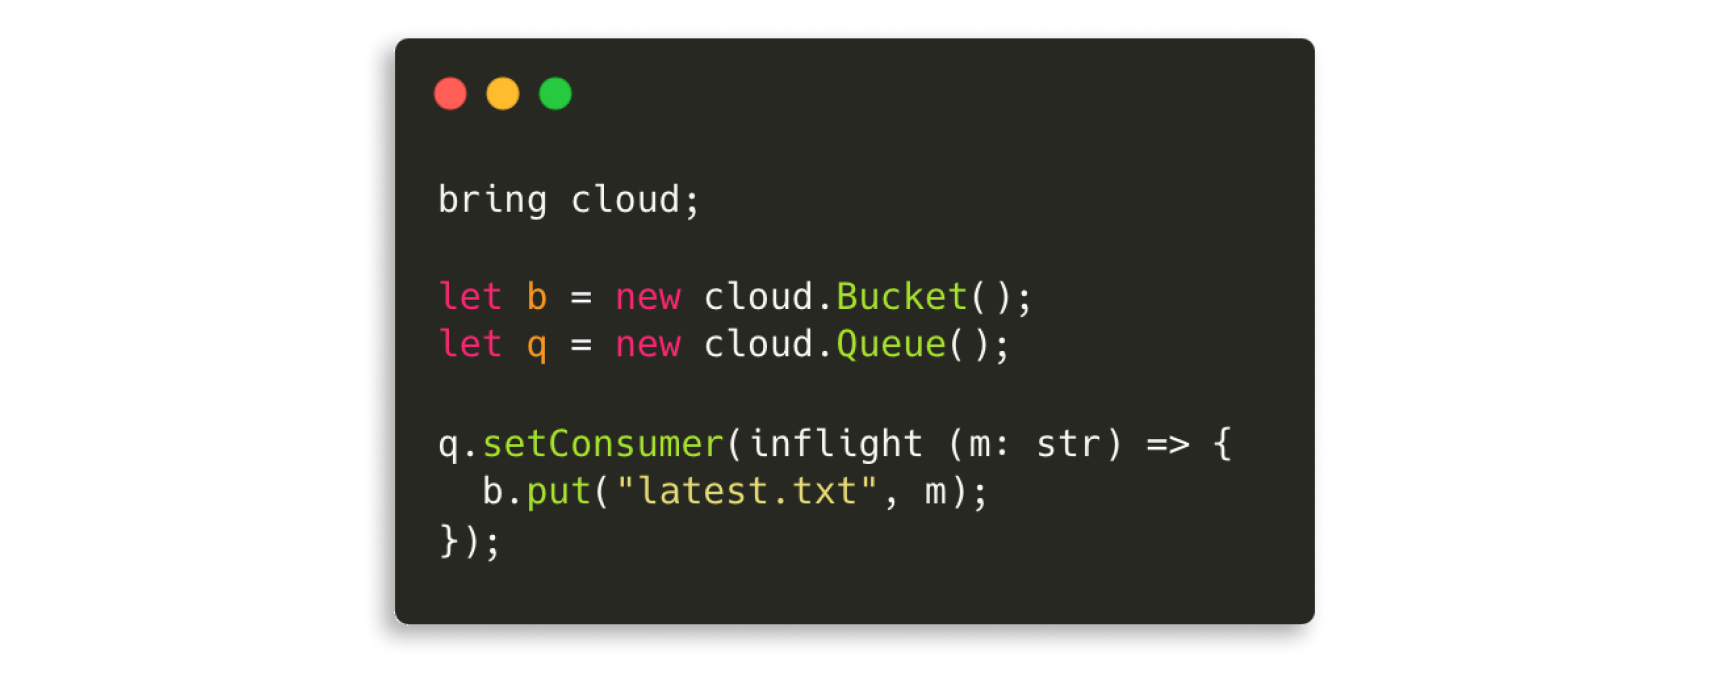 bring cloud;
let b = new cloud.Bucket();
let q = new cloud.Queue();
q.setConsumer(inflight (m: str) => {
  b.put("latest.txt", m);
});